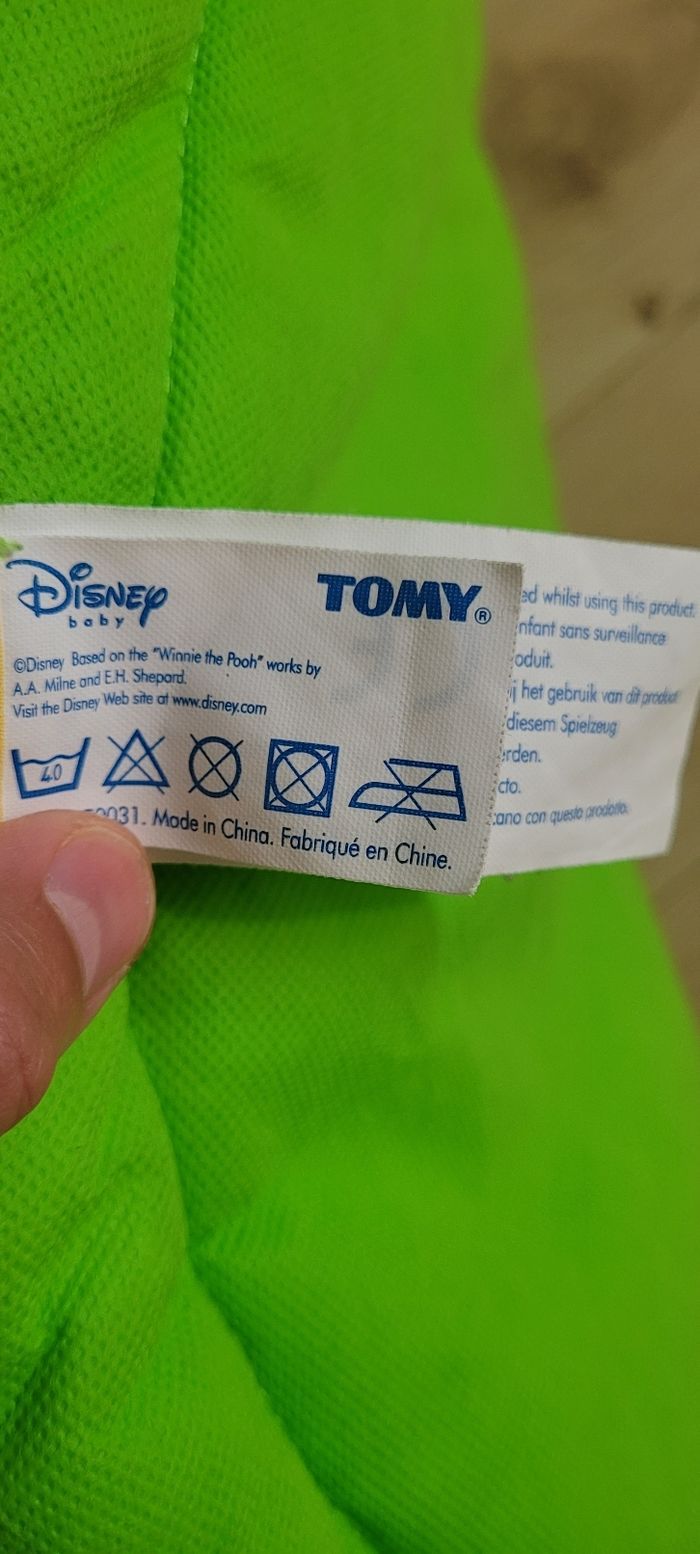 Disney
baby
TOMY®
©Disney Based on the "Winnie the Pooh" works by
A.A. Milne and E.H. Shepard.
Visit the Disney Web site at www.disney.com
40
0031. Made in China. Fabriqué en Chine.
ed whilst using this product.
nfant sans surveillance
oduit.
ij het gebruik van dit product
diesem Spielzeug
rden.
cto.
cano con questo prodotto.